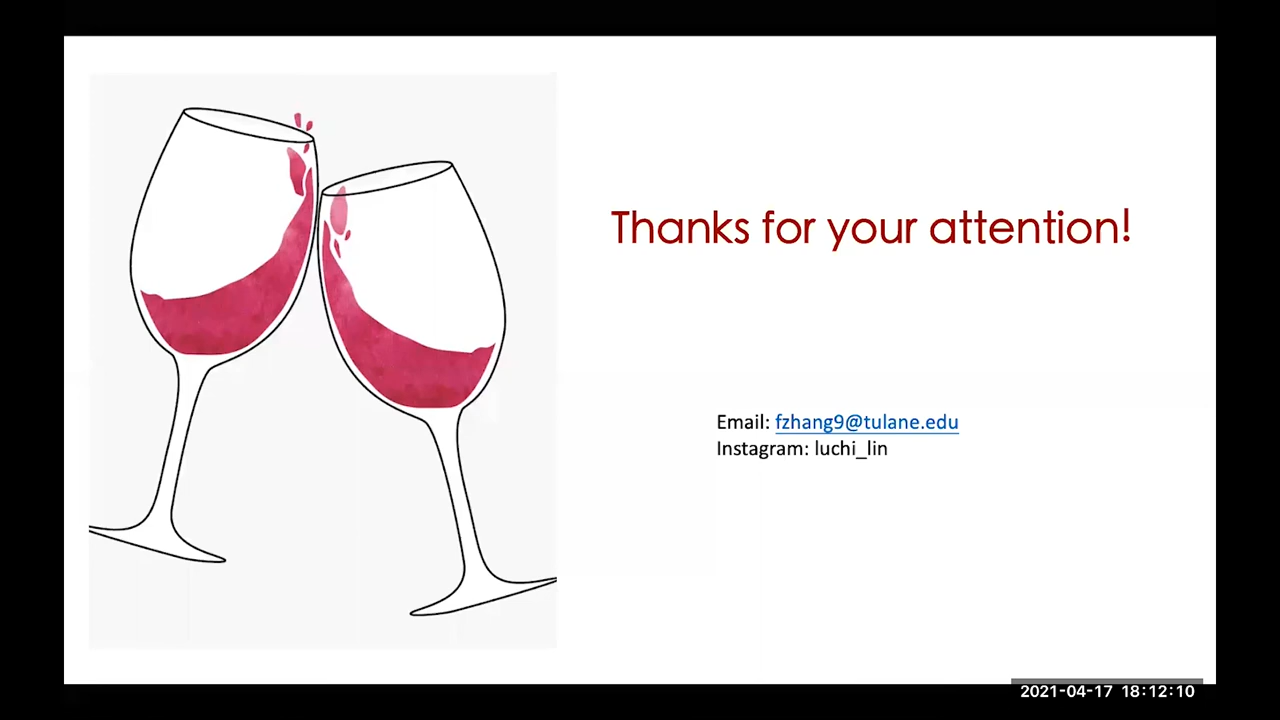 Thanks for your attention!
Email: fzhang9@tulane.edu
Instagram: luchi_lin
2021-04-17 18:12:10